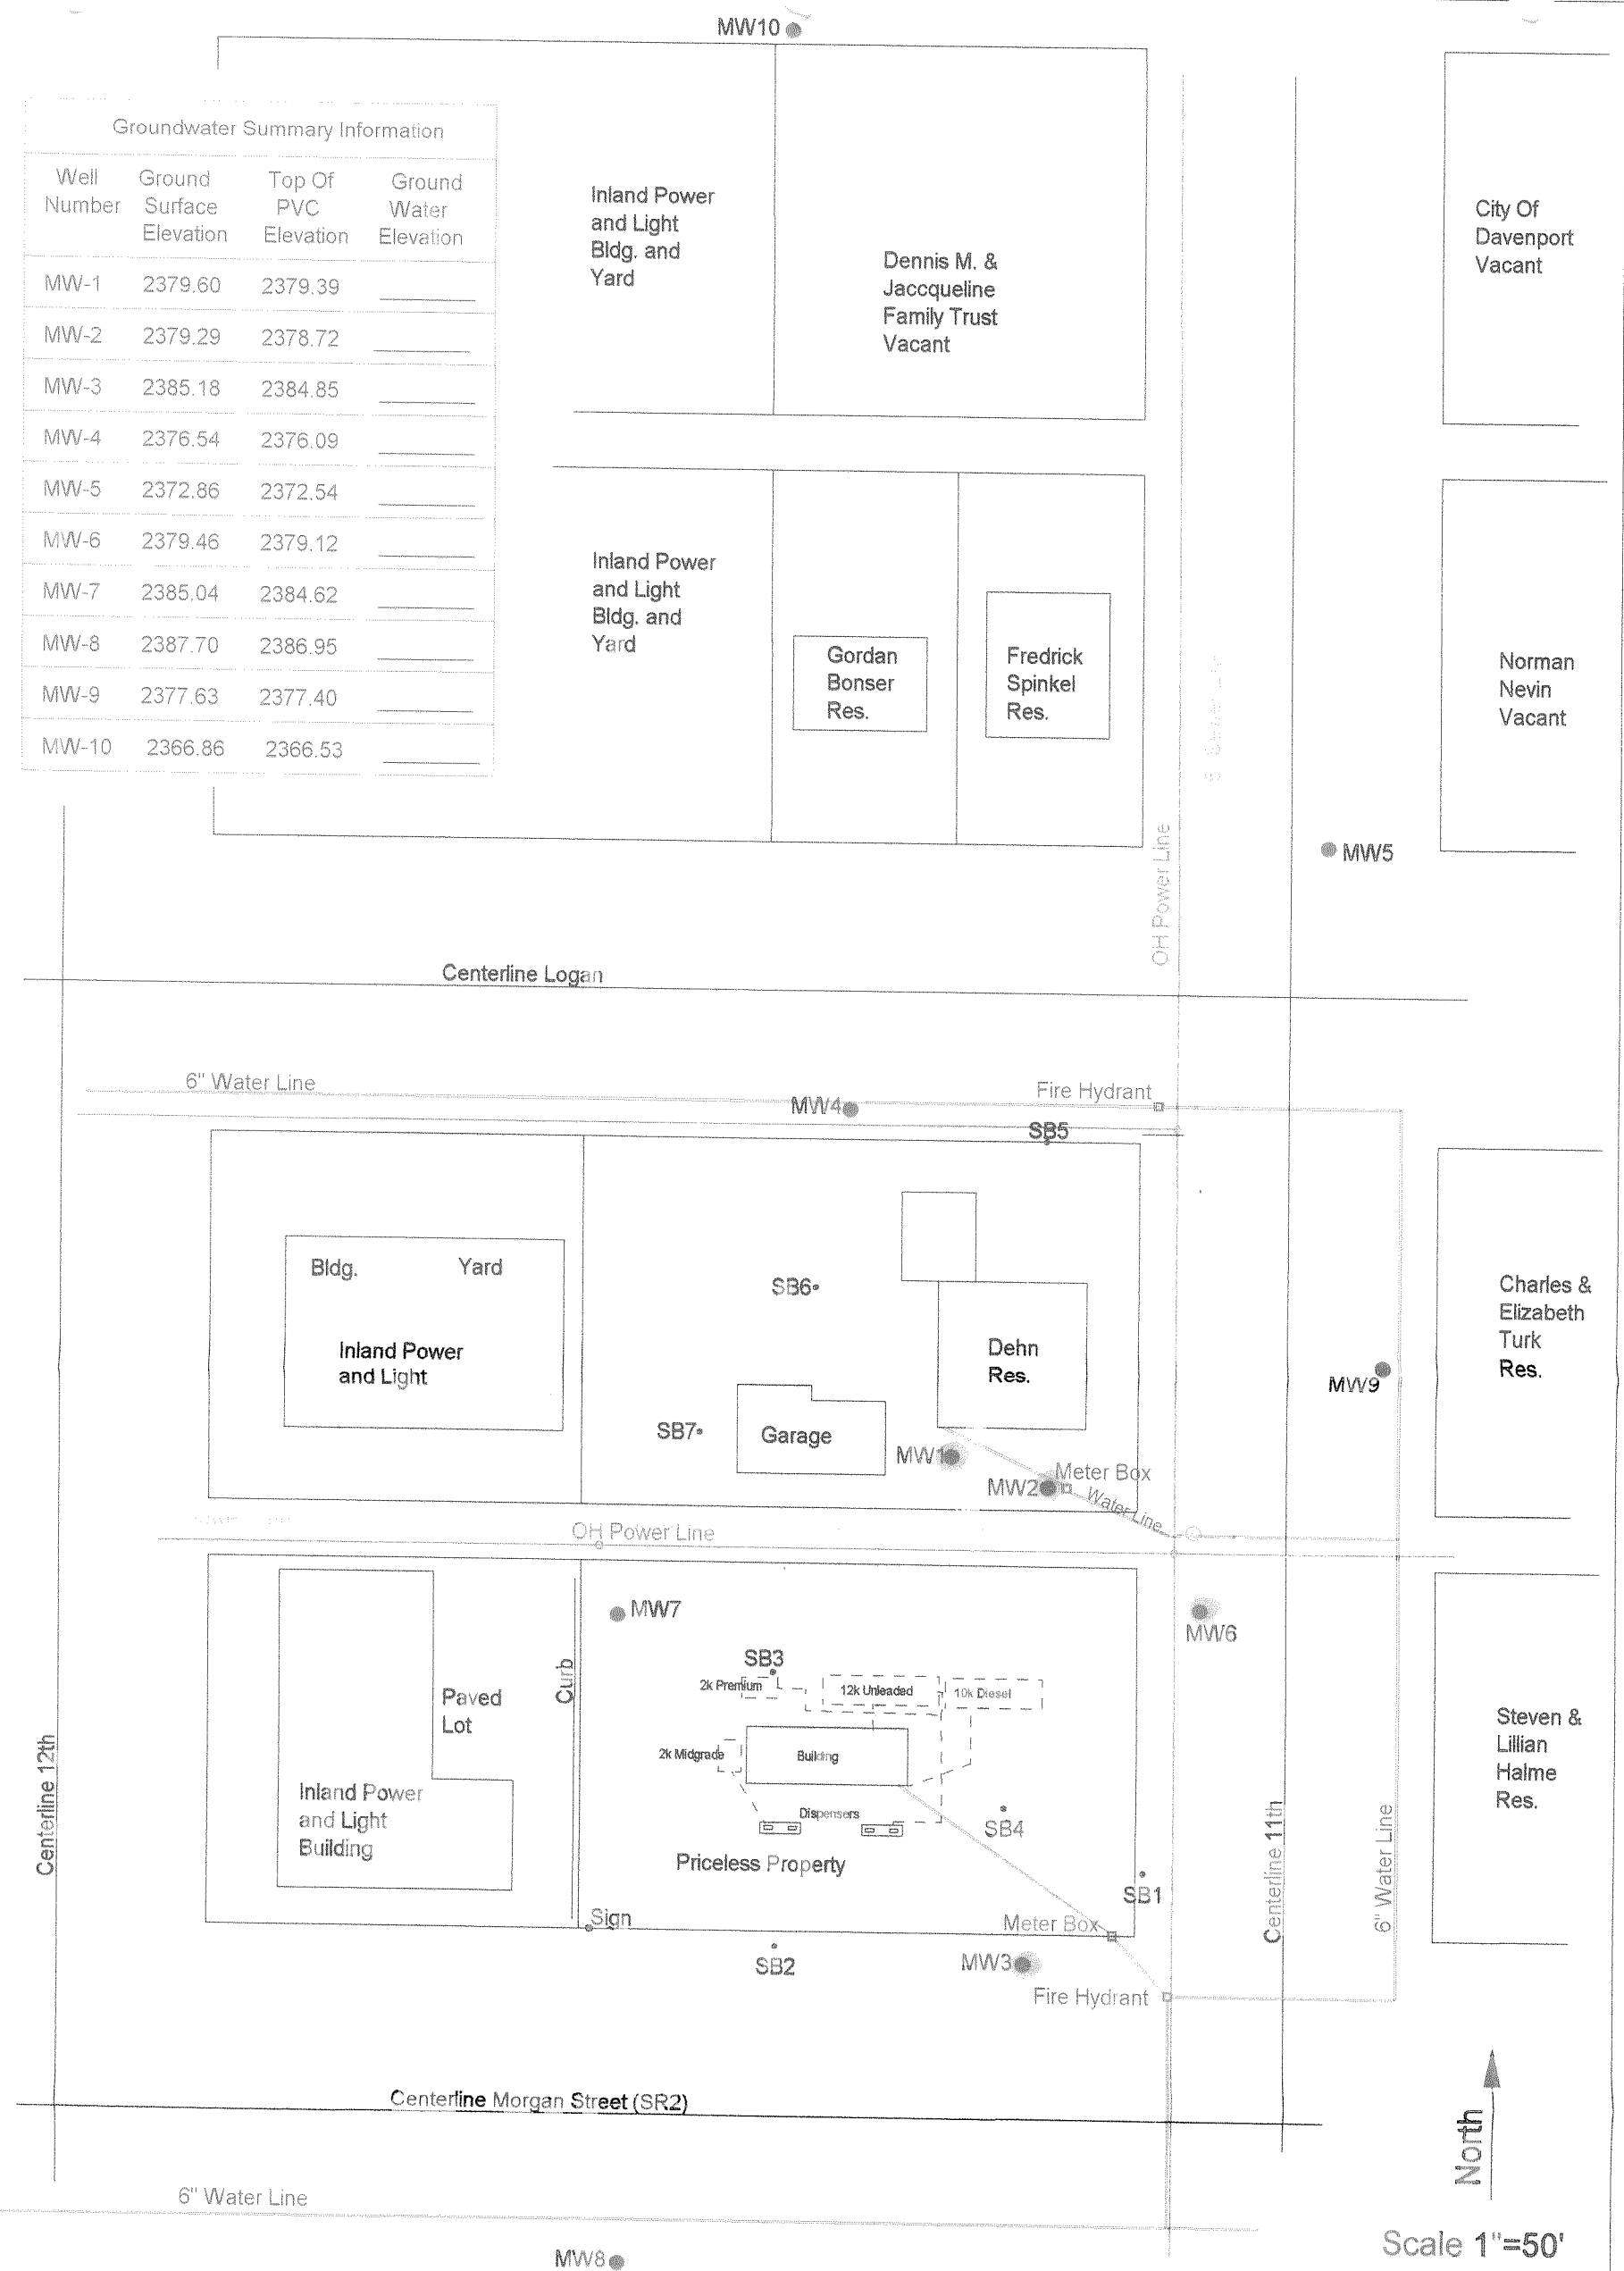 MW10
Groundwater Summary Information
Well Number Ground Surface Elevation Top Of PVC Elevation Ground Water Elevation
MW-1 2379.60 2379.39
MW-2 2379.29 2378.72
MW-3 2385.18 2384.85
MW-4 2376.54 2376.09
MW-5 2372.86 2372.54
MW-6 2379.46 2379.12
MW-7 2385.04 2384.62
MW-8 2387.70 2386.95
MW-9 2377.63 2377.40
MW-10 2366.86 2366.53
Inland Power
and Light
Bldg. and
Yard
Dennis M. &
Jaccqueline
Family Trust
Vacant
City Of
Davenport
Vacant
Inland Power
and Light
Bldg. and
Yard
Gordan
Bonser
Res.
Fredrick
Spinkel
Res.
Norman
Nevin
Vacant
OH Power Line
MW5
Centerline Logan
6" Water Line
MW4
Fire Hydrant
SB5
Bldg. Yard
Inland Power
and Light
SB6
Dehn
Res.
Charles &
Elizabeth
Turk
Res.
MW9
SB7
Garage
MW1
MW2
Meter Box
Water Line
OH Power Line
MW7
MW6
Curb
SB3
2k Premium
12k Unleaded
10k Diesel
Paved
Lot
2k Midgrade
Building
Steven &
Lillian
Halme
Res.
Inland Power
and Light
Building
Dispensers
SB4
Priceless Property
SB1
Centerline 12th
Centerline 11th
6" Water Line
Sign
Meter Box
SB2
MW3
Fire Hydrant
Centerline Morgan Street (SR2)
North
6" Water Line
MW8
Scale 1"=50'